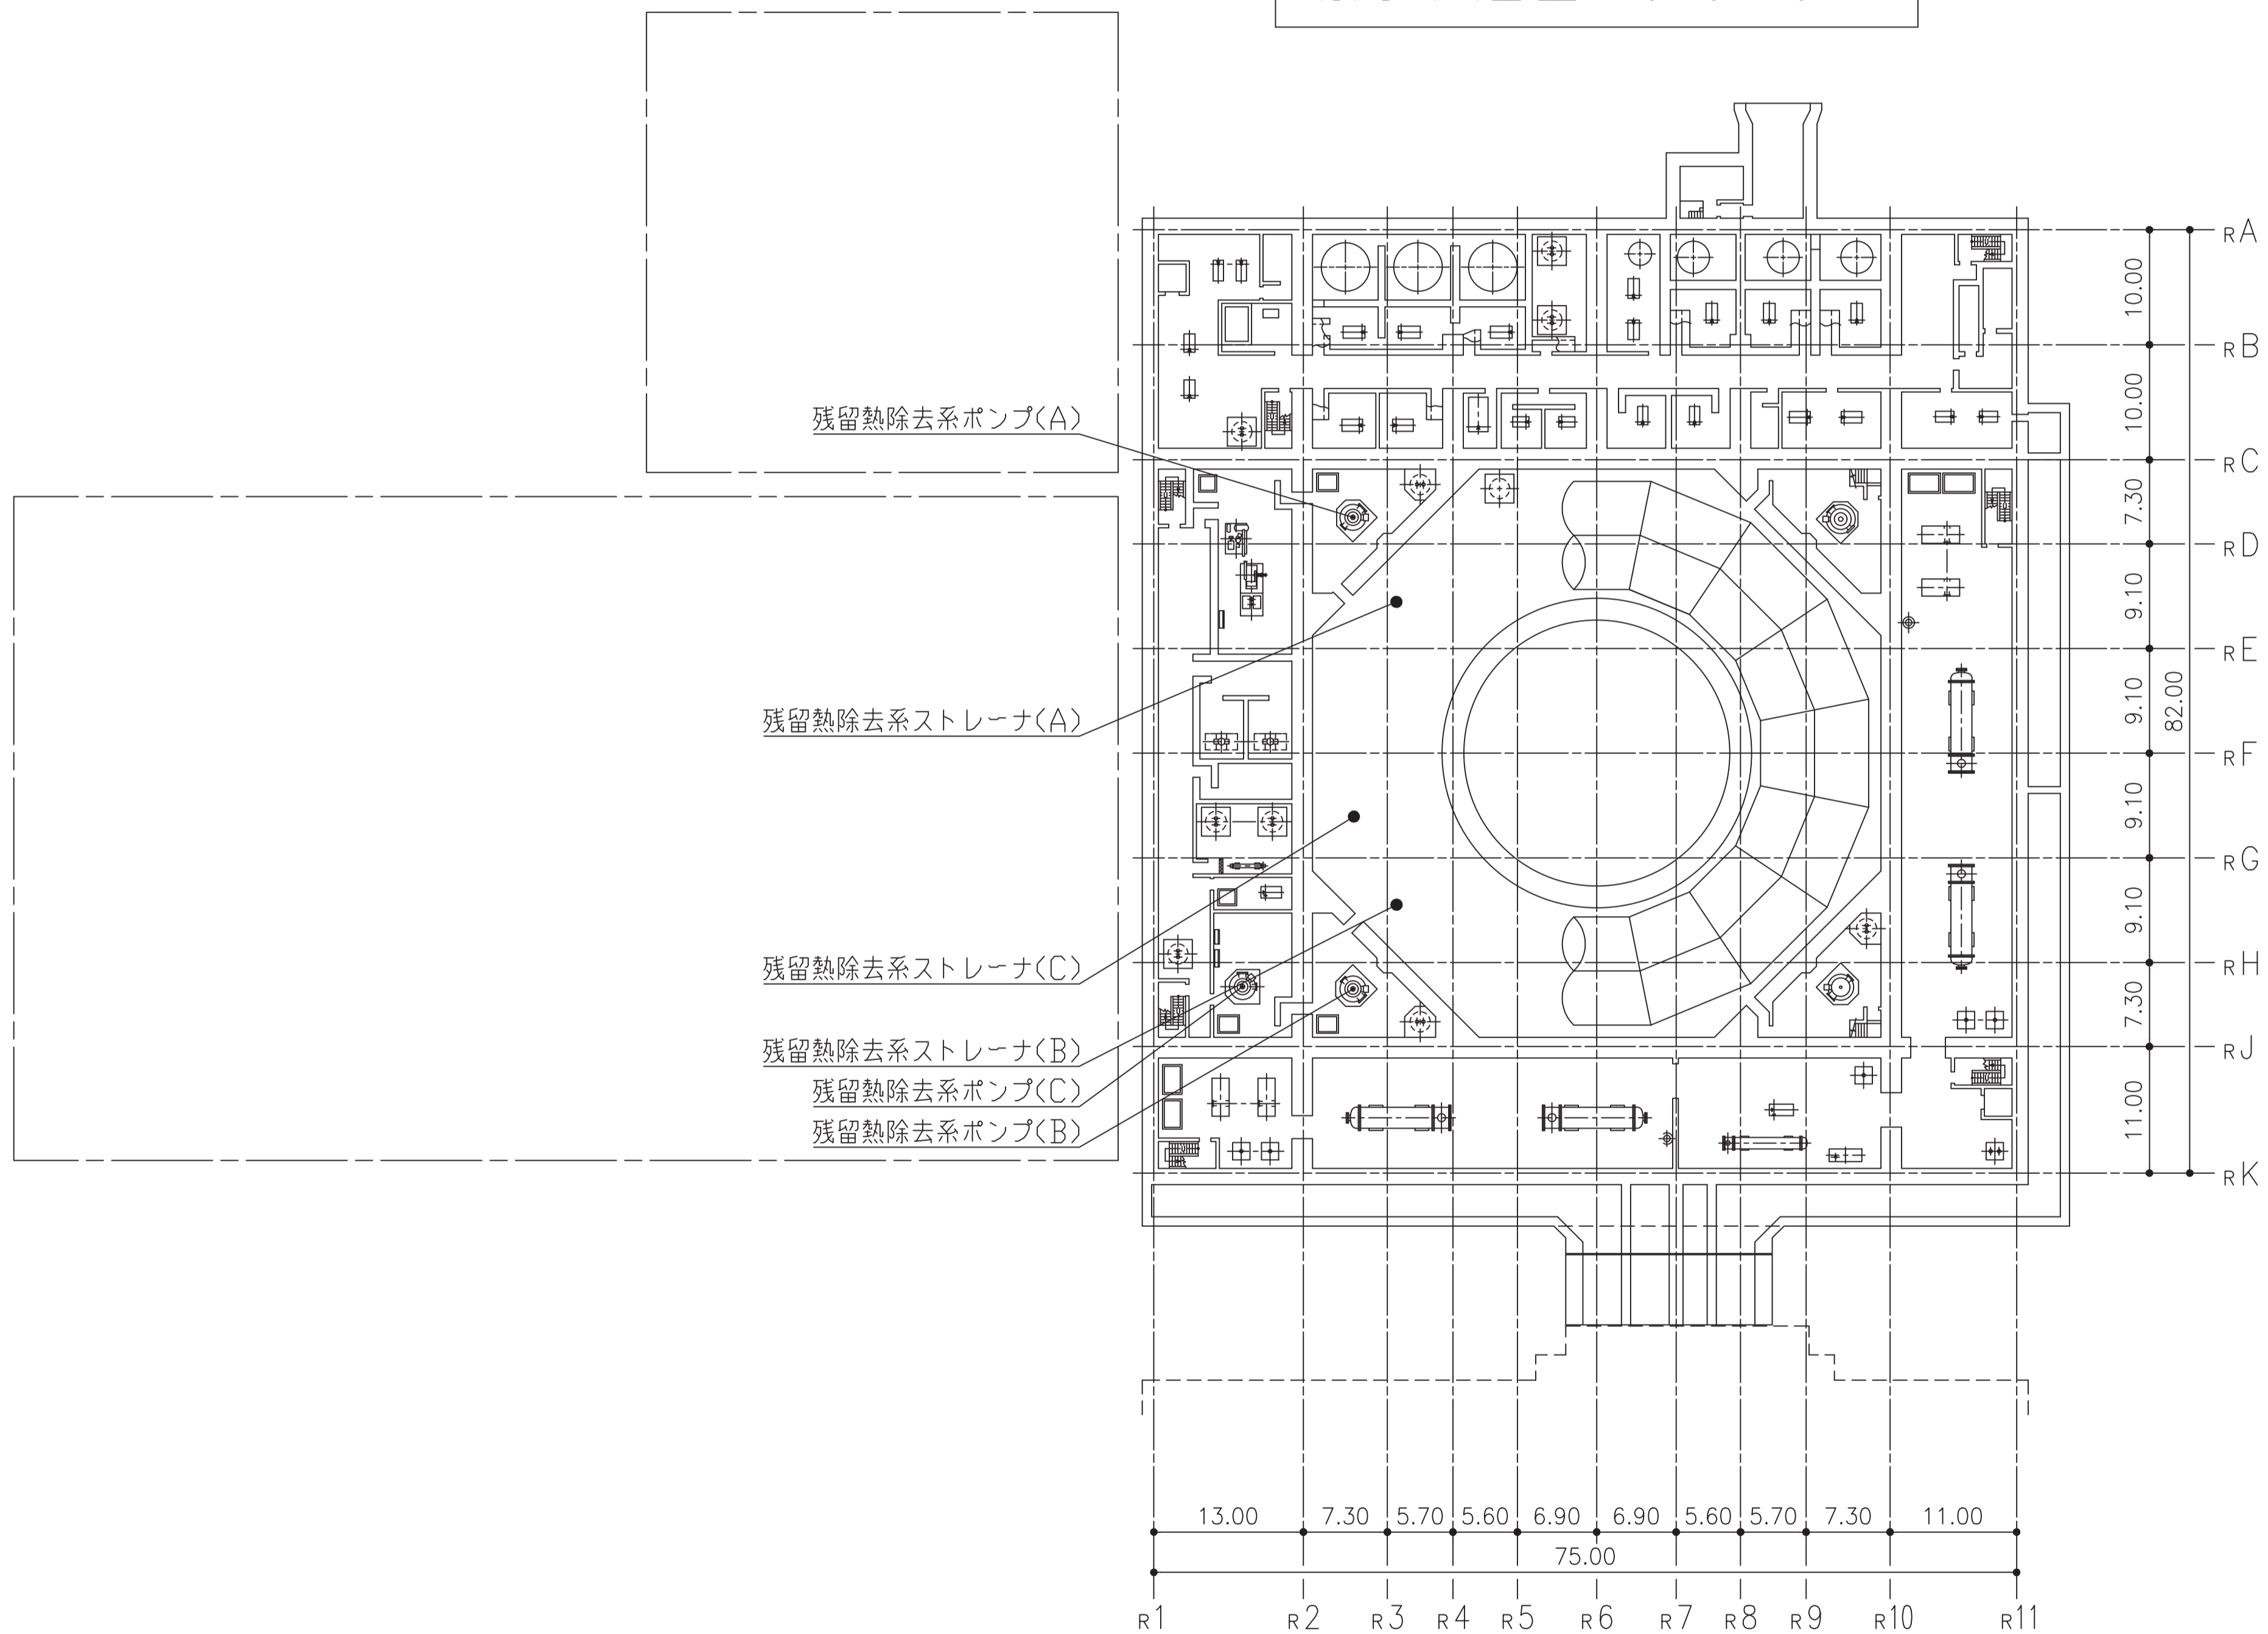 RA
10.00
RB
10.00
残留熱除去系ポンプ(A)
RC
7.30
RD
9.10
RE
残留熱除去系ストレーナ(A)
9.10
82.00
RF
9.10
RG
9.10
残留熱除去系ストレーナ(C)
RH
7.30
残留熱除去系ストレーナ(B)
RJ
残留熱除去系ポンプ(C)
11.00
残留熱除去系ポンプ(B)
RK
13.00 7.30 5.70 5.60 6.90 6.90 5.60 5.70 7.30 11.00
75.00
R1 R2 R3 R4 R5 R6 R7 R8 R9 R10 R11